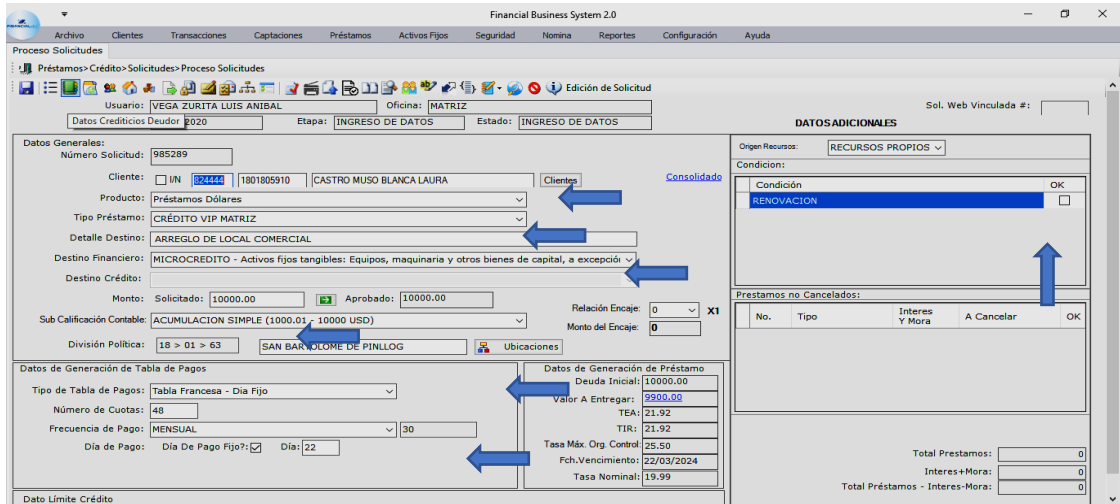 Financial Business System 2.0
FINANCIAL
Archivo Clientes Transacciones Captaciones Préstamos Activos Fijos Seguridad Nomina Reportes Configuración Ayuda
Proceso Solicitudes
Préstamos>Crédito>Solicitudes>Proceso Solicitudes
Edición de Solicitud
Usuario: VEGA ZURITA LUIS ANIBAL Oficina: MATRIZ Sol. Web Vinculada #:
Datos Crediticios Deudor 2020 Etapa: INGRESO DE DATOS Estado: INGRESO DE DATOS DATOS ADICIONALES
Datos Generales:
Número Solicitud: 985289
Cliente: I/N 824444 1801805910 CASTRO MUSO BLANCA LAURA Clientes Consolidado
Producto: Préstamos Dólares
Tipo Préstamo: CRÉDITO VIP MATRIZ
Detalle Destino: ARREGLO DE LOCAL COMERCIAL
Destino Financiero: MICROCREDITO - Activos fijos tangibles: Equipos, maquinaria y otros bienes de capital, a excepción
Destino Crédito:
Monto: Solicitado: 10000.00 Aprobado: 10000.00
Relación Encaje: 0 X1
Sub Calificación Contable: ACUMULACION SIMPLE (1000.01 - 10000 USD)
Monto del Encaje: 0
División Política: 18 > 01 > 63 SAN BARTOLOME DE PINLLOG Ubicaciones
Origen Recursos: RECURSOS PROPIOS
Condicion:
Condición OK
RENOVACION
Prestamos no Cancelados:
No. Tipo Interes Y Mora A Cancelar OK
Datos de Generación de Tabla de Pagos
Tipo de Tabla de Pagos: Tabla Francesa - Dia Fijo
Número de Cuotas: 48
Frecuencia de Pago: MENSUAL 30
Día de Pago: Día De Pago Fijo?: Día: 22
Datos de Generación de Préstamo
Deuda Inicial: 10000.00
Valor A Entregar: 9900.00
TEA: 21.92
TIR: 21.92
Tasa Máx. Org. Control: 25.50
Fch.Vencimiento: 22/03/2024
Tasa Nominal: 19.99
Total Prestamos: 0
Interes+Mora: 0
Total Préstamos - Interes-Mora: 0
Dato Límite Crédito